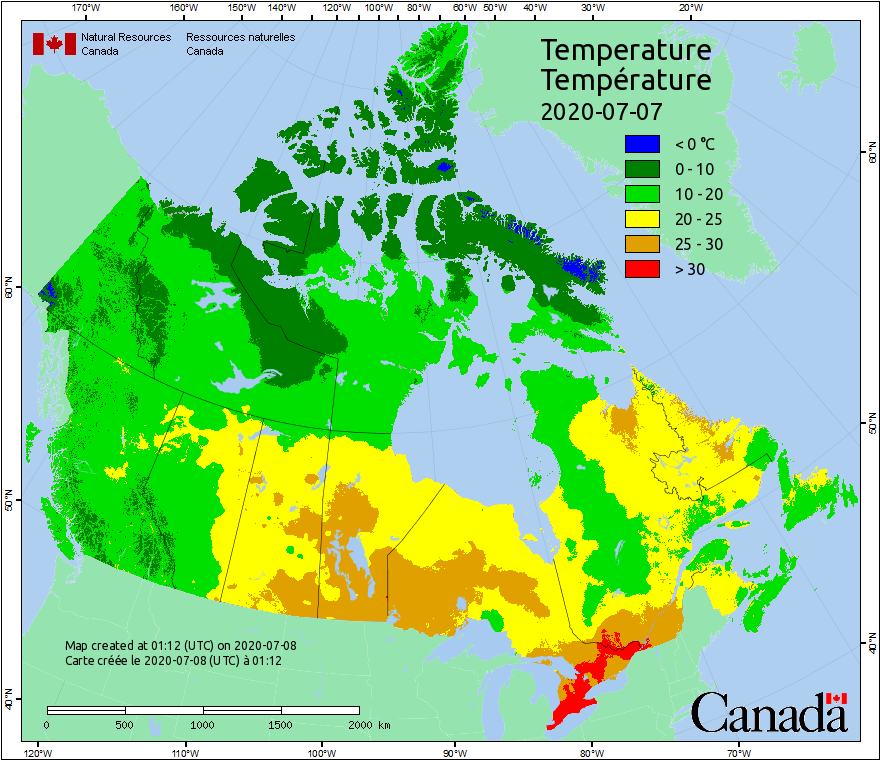 170°W 160°W 150°W 140°W 130°W 120°W 110°W 100°W 90°W 80°W 70°W 60°W 50°W 40°W 30°W 20°W
Natural Resources Ressources naturelles
Canada Canada
Temperature
Température
2020-07-07
< 0 °C
0 - 10
10 - 20
20 - 25
25 - 30
> 30
60°N
60°N
50°N
50°N
40°N
40°N
Map created at 01:12 (UTC) on 2020-07-08
Carte créée le 2020-07-08 (UTC) à 01:12
0 500 1000 1500 2000 km
Canada
120°W 110°W 100°W 90°W 80°W 70°W